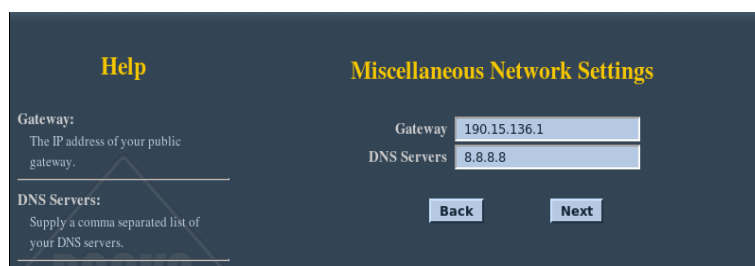 Help
Gateway:
The IP address of your public
gateway.
DNS Servers:
Supply a comma separated list of
your DNS servers.
ROCKS
Miscellaneous Network Settings
Gateway 190.15.136.1
DNS Servers 8.8.8.8
Back Next